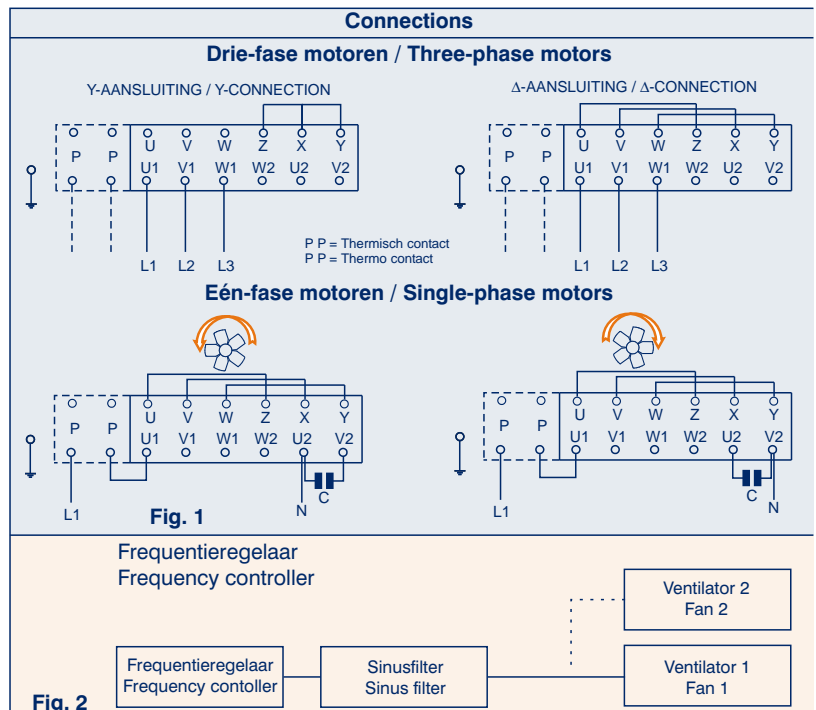 Connections
Drie-fase motoren / Three-phase motors
Y-AANSLUITING / Y-CONNECTION
Δ-AANSLUITING / Δ-CONNECTION
P P U V W Z X Y
U1 V1 W1 W2 U2 V2
P P U V W Z X Y
U1 V1 W1 W2 U2 V2
L1 L2 L3
P P = Thermisch contact
P P = Thermo contact
L1 L2 L3
Eén-fase motoren / Single-phase motors
P P U V W Z X Y
U1 V1 W1 W2 U2 V2
P P U V W Z X Y
U1 V1 W1 W2 U2 V2
C
L1
N
C
L1
N
Fig. 1
Frequentieregelaar
Frequency controller
Ventilator 2
Fan 2
Frequentieregelaar
Frequency contoller
Sinusfilter
Sinus filter
Ventilator 1
Fan 1
Fig. 2